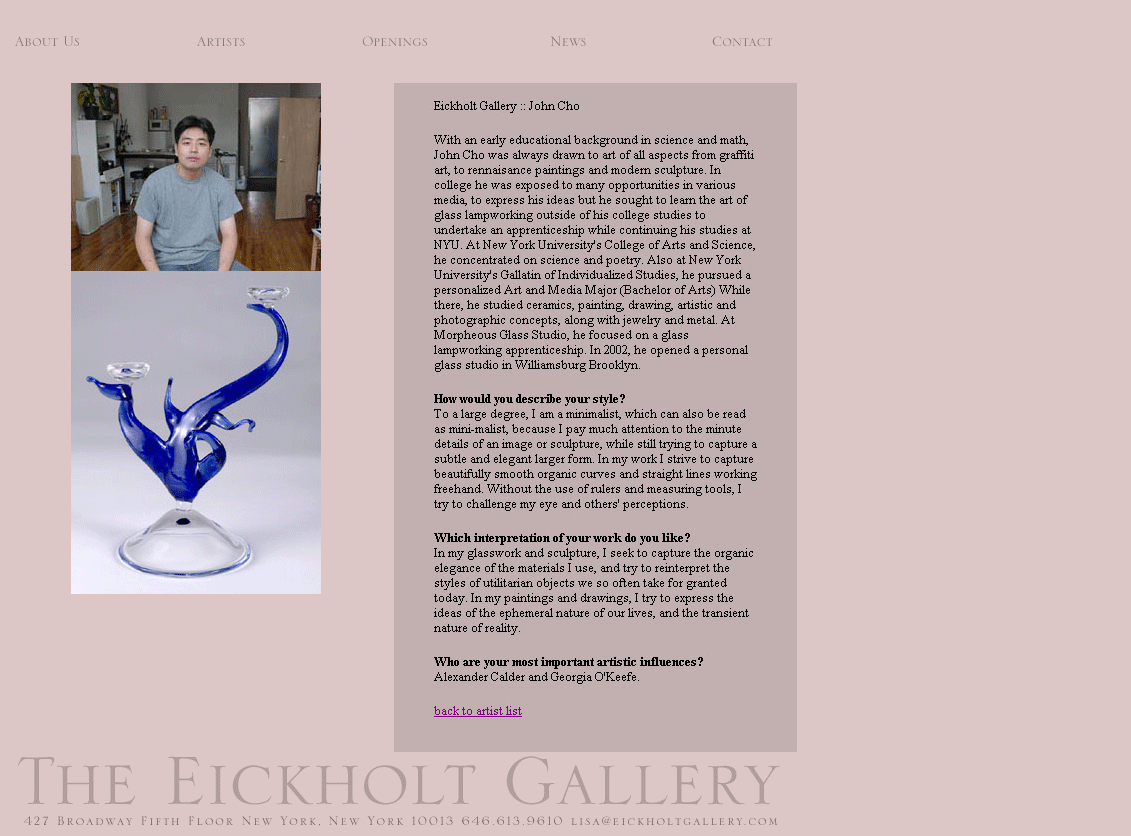 About Us Artists Openings News Contact
Eickholt Gallery :: John Cho
With an early educational background in science and math,
John Cho was always drawn to art of all aspects from graffiti
art, to rennaisance paintings and modern sculpture. In
college he was exposed to many opportunities in various
media, to express his ideas but he sought to learn the art of
glass lampworking outside of his college studies to
undertake an apprenticeship while continuing his studies at
NYU. At New York University's College of Arts and Science,
he concentrated on science and poetry. Also at New York
University's Gallatin of Individualized Studies, he pursued a
personalized Art and Media Major (Bachelor of Arts) While
there, he studied ceramics, painting, drawing, artistic and
photographic concepts, along with jewelry and metal. At
Morpheous Glass Studio, he focused on a glass
lampworking apprenticeship. In 2002, he opened a personal
glass studio in Williamsburg Brooklyn.
How would you describe your style?
To a large degree, I am a minimalist, which can also be read
as mini-malist, because I pay much attention to the minute
details of an image or sculpture, while still trying to capture a
subtle and elegant larger form. In my work I strive to capture
beautifully smooth organic curves and straight lines working
freehand. Without the use of rulers and measuring tools, I
try to challenge my eye and others' perceptions.
Which interpretation of your work do you like?
In my glasswork and sculpture, I seek to capture the organic
elegance of the materials I use, and try to reinterpret the
styles of utilitarian objects we so often take for granted
today. In my paintings and drawings, I try to express the
ideas of the ephemeral nature of our lives, and the transient
nature of reality.
Who are your most important artistic influences?
Alexander Calder and Georgia O'Keefe.
back to artist list
The Eickholt Gallery
427 Broadway Fifth Floor New York, New York 10013 646.613.9610 lisa@eickholtgallery.com